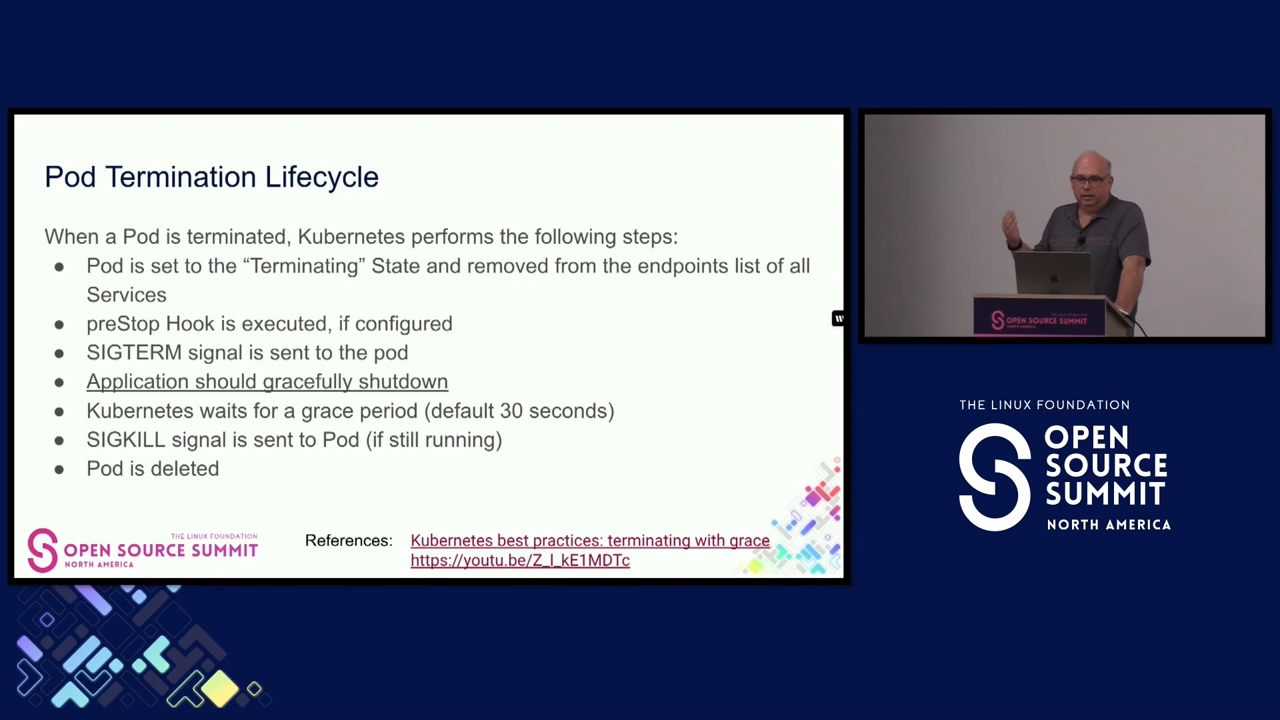 Pod Termination Lifecycle
When a Pod is terminated, Kubernetes performs the following steps:
● Pod is set to the “Terminating” State and removed from the endpoints list of all
Services
● preStop Hook is executed, if configured
● SIGTERM signal is sent to the pod
● Application should gracefully shutdown
● Kubernetes waits for a grace period (default 30 seconds)
● SIGKILL signal is sent to Pod (if still running)
● Pod is deleted
THE LINUX FOUNDATION
OPEN SOURCE SUMMIT
NORTH AMERICA
References:
Kubernetes best practices: terminating with grace
https://youtu.be/Z_l_kE1MDTc
OPEN SOURCE SUMMIT
THE LINUX FOUNDATION
OPEN
SOURCE
SUMMIT
NORTH AMERICA